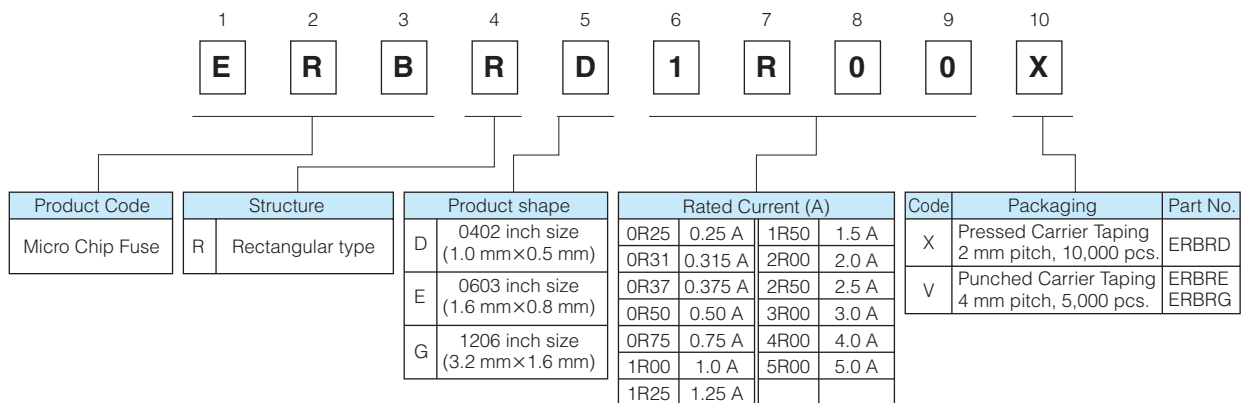 1 2 3 4 5 6 7 8 9 10
E R B R D 1 R 0 0 X
Product Code
Micro Chip Fuse
Structure
R Rectangular type
Product shape
D 0402 inch size
(1.0 mm×0.5 mm)
E 0603 inch size
(1.6 mm×0.8 mm)
G 1206 inch size
(3.2 mm×1.6 mm)
Rated Current (A)
0R25 0.25 A 1R50 1.5 A
0R31 0.315 A 2R00 2.0 A
0R37 0.375 A 2R50 2.5 A
0R50 0.50 A 3R00 3.0 A
0R75 0.75 A 4R00 4.0 A
1R00 1.0 A 5R00 5.0 A
1R25 1.25 A
Code Packaging Part No.
X Pressed Carrier Taping
2 mm pitch, 10,000 pcs. ERBRD
V Punched Carrier Taping ERBRE
4 mm pitch, 5,000 pcs. ERBRG